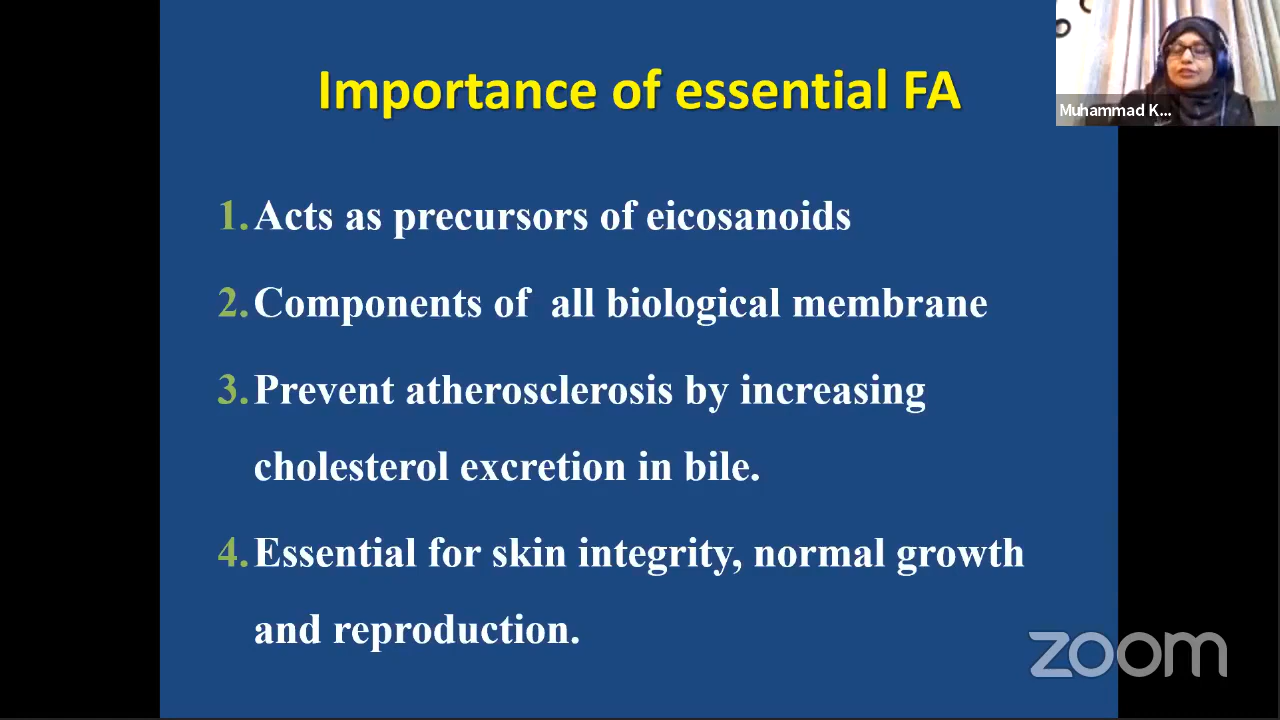 Importance of essential FA
Muhammad K...
1. Acts as precursors of eicosanoids
2. Components of all biological membrane
3. Prevent atherosclerosis by increasing
cholesterol excretion in bile.
4. Essential for skin integrity, normal growth
and reproduction.
zoom